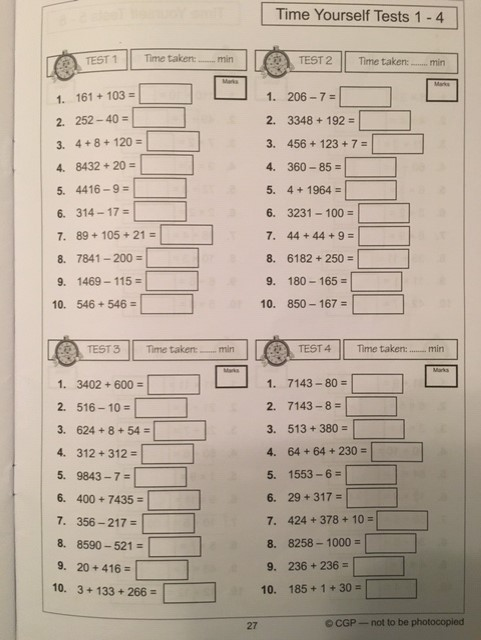 Time Yourself Tests 1 - 4
TEST 1
Time taken: ....... min
Marks
1. 161 + 103 =
2. 252 – 40 =
3. 4 + 8 + 120 =
4. 8432 + 20 =
5. 4416 – 9 =
6. 314 – 17 =
7. 89 + 105 + 21 =
8. 7841 – 200 =
9. 1469 – 115 =
10. 546 + 546 =
TEST 2
Time taken: ....... min
Marks
1. 206 – 7 =
2. 3348 + 192 =
3. 456 + 123 + 7 =
4. 360 – 85 =
5. 4 + 1964 =
6. 3231 – 100 =
7. 44 + 44 + 9 =
8. 6182 + 250 =
9. 180 – 165 =
10. 850 – 167 =
TEST 3
Time taken: ....... min
Marks
1. 3402 + 600 =
2. 516 – 10 =
3. 624 + 8 + 54 =
4. 312 + 312 =
5. 9843 – 7 =
6. 400 + 7435 =
7. 356 – 217 =
8. 8590 – 521 =
9. 20 + 416 =
10. 3 + 133 + 266 =
TEST 4
Time taken: ....... min
Marks
1. 7143 – 80 =
2. 7143 – 8 =
3. 513 + 380 =
4. 64 + 64 + 230 =
5. 1553 – 6 =
6. 29 + 317 =
7. 424 + 378 + 10 =
8. 8258 – 1000 =
9. 236 + 236 =
10. 185 + 1 + 30 =
27
© CGP — not to be photocopied